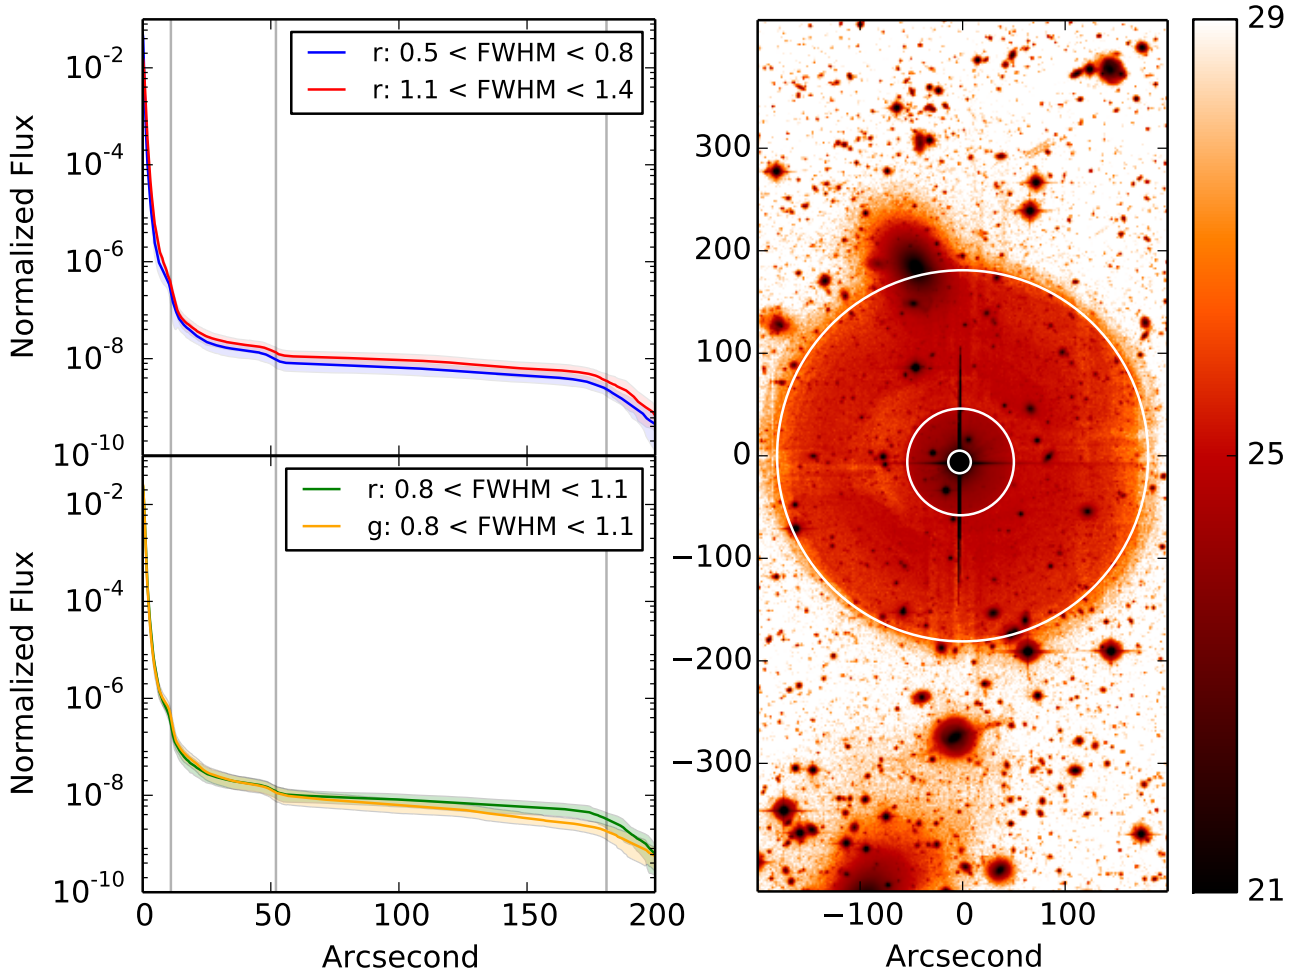 r: 0.5 < FWHM < 0.8
r: 1.1 < FWHM < 1.4
10^-2
10^-4
10^-6
10^-8
10^-10
Normalized Flux
r: 0.8 < FWHM < 1.1
g: 0.8 < FWHM < 1.1
10^-2
10^-4
10^-6
10^-8
10^-10
Normalized Flux
0 50 100 150 200
Arcsecond
300
200
100
0
−100
−200
−300
−100 0 100
Arcsecond
29
25
21